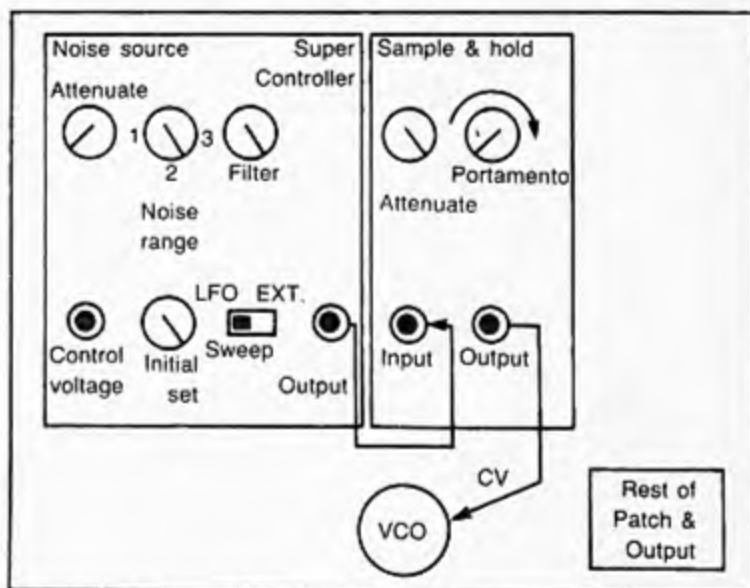 Noise source
Super
Controller
Attenuate
1
2
3
Filter
Noise
range
LFO EXT.
Sweep
Control
voltage
Initial
set
Output
Sample & hold
Attenuate
Portamento
Input
Output
CV
VCO
Rest of
Patch &
Output